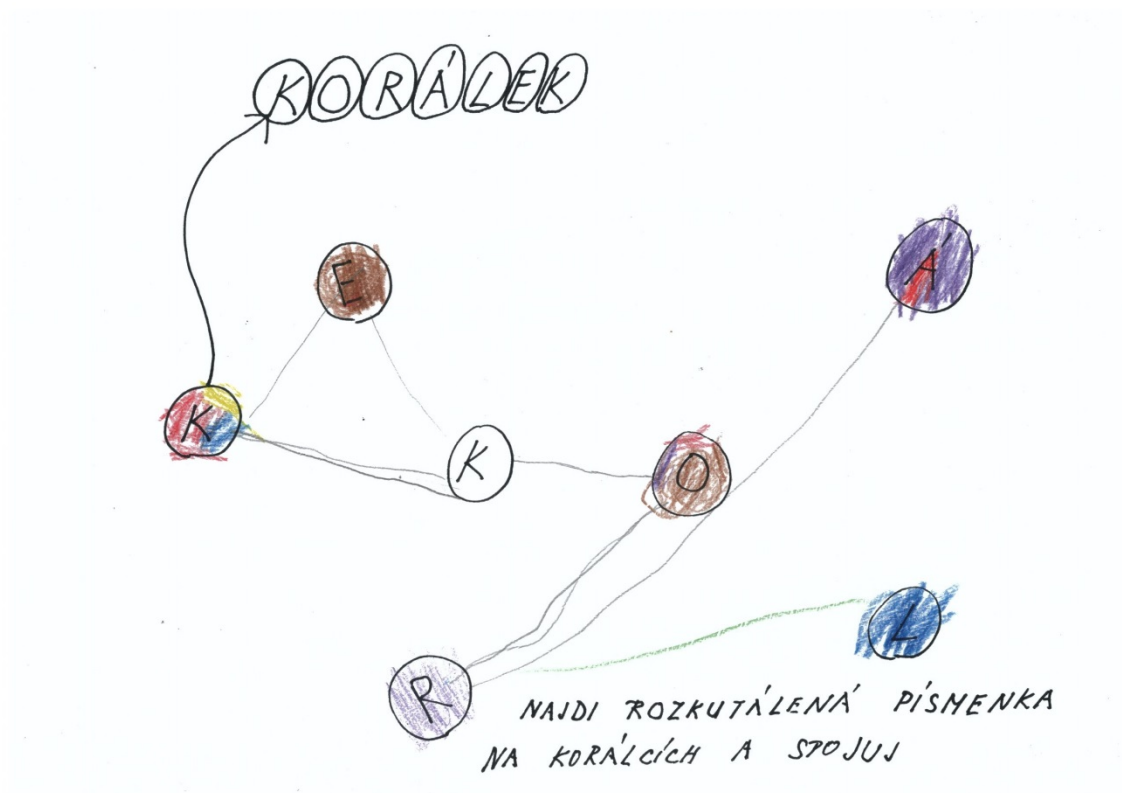 KORÁLEK
E
Á
K
K
O
L
R
NAJDI ROZKUTÁLENÁ PÍSMENKA
NA KORÁLCÍCH A SPOJUJ